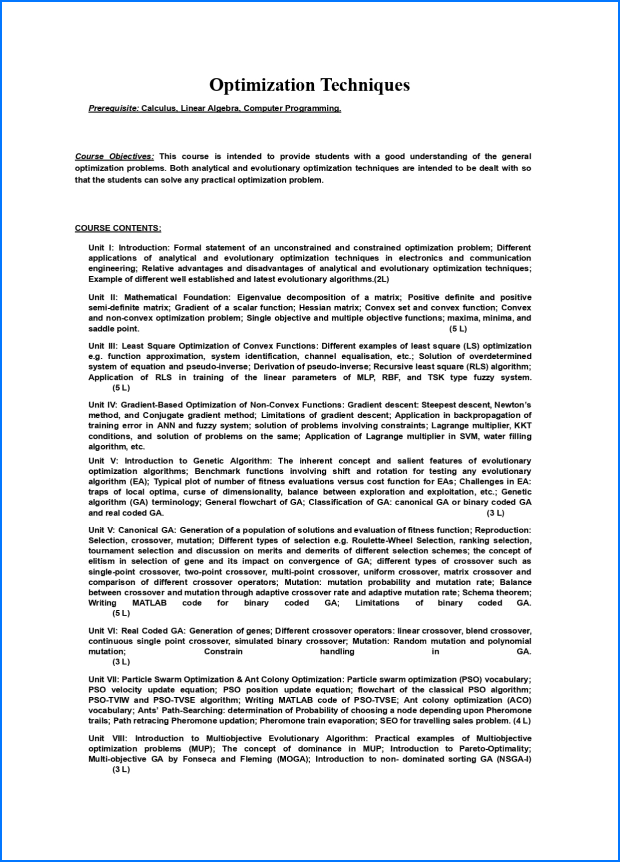 Optimization Techniques
Prerequisite: Calculus, Linear Algebra, Computer Programming.
Course Objectives: This course is intended to provide students with a good understanding of the general
optimization problems. Both analytical and evolutionary optimization techniques are intended to be dealt with so
that the students can solve any practical optimization problem.
COURSE CONTENTS:
Unit I: Introduction: Formal statement of an unconstrained and constrained optimization problem; Different
applications of analytical and evolutionary optimization techniques in electronics and communication
engineering; Relative advantages and disadvantages of analytical and evolutionary optimization techniques;
Example of different well established and latest evolutionary algorithms.(2L)
Unit II: Mathematical Foundation: Eigenvalue decomposition of a matrix; Positive definite and positive
semi-definite matrix; Gradient of a scalar function; Hessian matrix; Convex set and convex function; Convex
and non-convex optimization problem; Single objective and multiple objective functions; maxima, minima, and
saddle point. (5 L)
Unit III: Least Square Optimization of Convex Functions: Different examples of least square (LS) optimization
e.g. function approximation, system identification, channel equalisation, etc.; Solution of overdetermined
system of equation and pseudo-inverse; Derivation of pseudo-inverse; Recursive least square (RLS) algorithm;
Application of RLS in training of the linear parameters of MLP, RBF, and TSK type fuzzy system.
(5 L)
Unit IV: Gradient-Based Optimization of Non-Convex Functions: Gradient descent: Steepest descent, Newton's
method, and Conjugate gradient method; Limitations of gradient descent; Application in backpropagation of
training error in ANN and fuzzy system; solution of problems involving constraints; Lagrange multiplier, KKT
conditions, and solution of problems on the same; Application of Lagrange multiplier in SVM, water filling
algorithm, etc.
Unit V: Introduction to Genetic Algorithm: The inherent concept and salient features of evolutionary
optimization algorithms; Benchmark functions involving shift and rotation for testing any evolutionary
algorithm (EA); Typical plot of number of fitness evaluations versus cost function for EAs; Challenges in EA:
traps of local optima, curse of dimensionality, balance between exploration and exploitation, etc.; Genetic
algorithm (GA) terminology; General flowchart of GA; Classification of GA: canonical GA or binary coded GA
and real coded GA. (3 L)
Unit V: Canonical GA: Generation of a population of solutions and evaluation of fitness function; Reproduction:
Selection, crossover, mutation; Different types of selection e.g. Roulette-Wheel Selection, ranking selection,
tournament selection and discussion on merits and demerits of different selection schemes; the concept of
elitism in selection of gene and its impact on convergence of GA; different types of crossover such as
single-point crossover, two-point crossover, multi-point crossover, uniform crossover, matrix crossover and
comparison of different crossover operators; Mutation: mutation probability and mutation rate; Balance
between crossover and mutation through adaptive crossover rate and adaptive mutation rate; Schema theorem;
Writing MATLAB code for binary coded GA; Limitations of binary coded GA.
(5 L)
Unit VI: Real Coded GA: Generation of genes; Different crossover operators: linear crossover, blend crossover,
continuous single point crossover, simulated binary crossover; Mutation: Random mutation and polynomial
mutation; Constrain handling in GA.
(3 L)
Unit VII: Particle Swarm Optimization & Ant Colony Optimization: Particle swarm optimization (PSO) vocabulary;
PSO velocity update equation; PSO position update equation; flowchart of the classical PSO algorithm;
PSO-TVIW and PSO-TVSE algorithm; Writing MATLAB code of PSO-TVSE; Ant colony optimization (ACO)
vocabulary; Ants' Path-Searching: determination of Probability of choosing a node depending upon Pheromone
trails; Path retracing Pheromone updation; Pheromone train evaporation; SEO for travelling sales problem. (4 L)
Unit VIII: Introduction to Multiobjective Evolutionary Algorithm: Practical examples of Multiobjective
optimization problems (MUP); The concept of dominance in MUP; Introduction to Pareto-Optimality;
Multi-objective GA by Fonseca and Fleming (MOGA); Introduction to non- dominated sorting GA (NSGA-I)
(3 L)